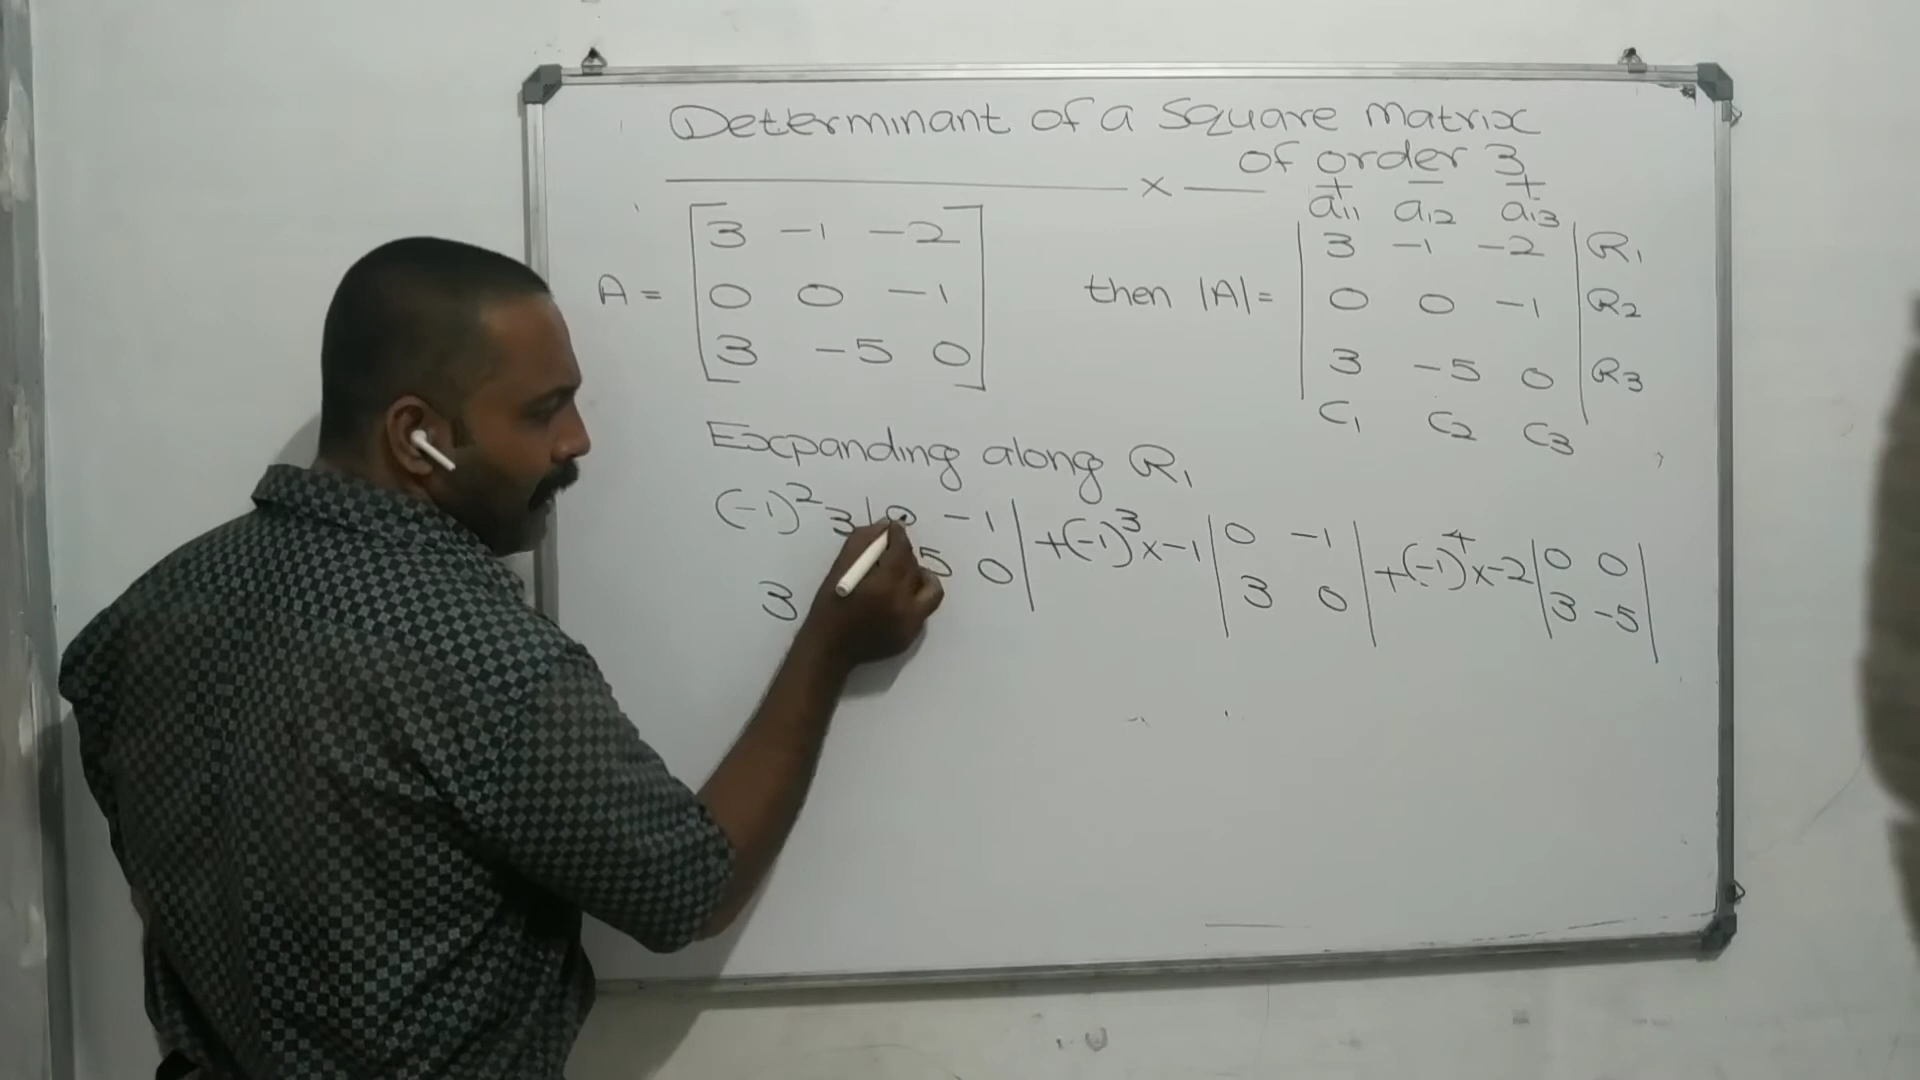 Determinant of a Square Matrix
of order 3
x
+ − +
a11 a12 a13
A = [3 -1 -2
0 0 -1
3 -5 0]
then |A| = |3 -1 -2| R1
|0 0 -1| R2
|3 -5 0| R3
C1 C2 C3
Expanding along R1
(-1)² 3 |0 -1| + (-1)³ x -1 |0 -1| + (-1)⁴ x -2 |0 0|
5 0| |3 0| |3 -5|
3